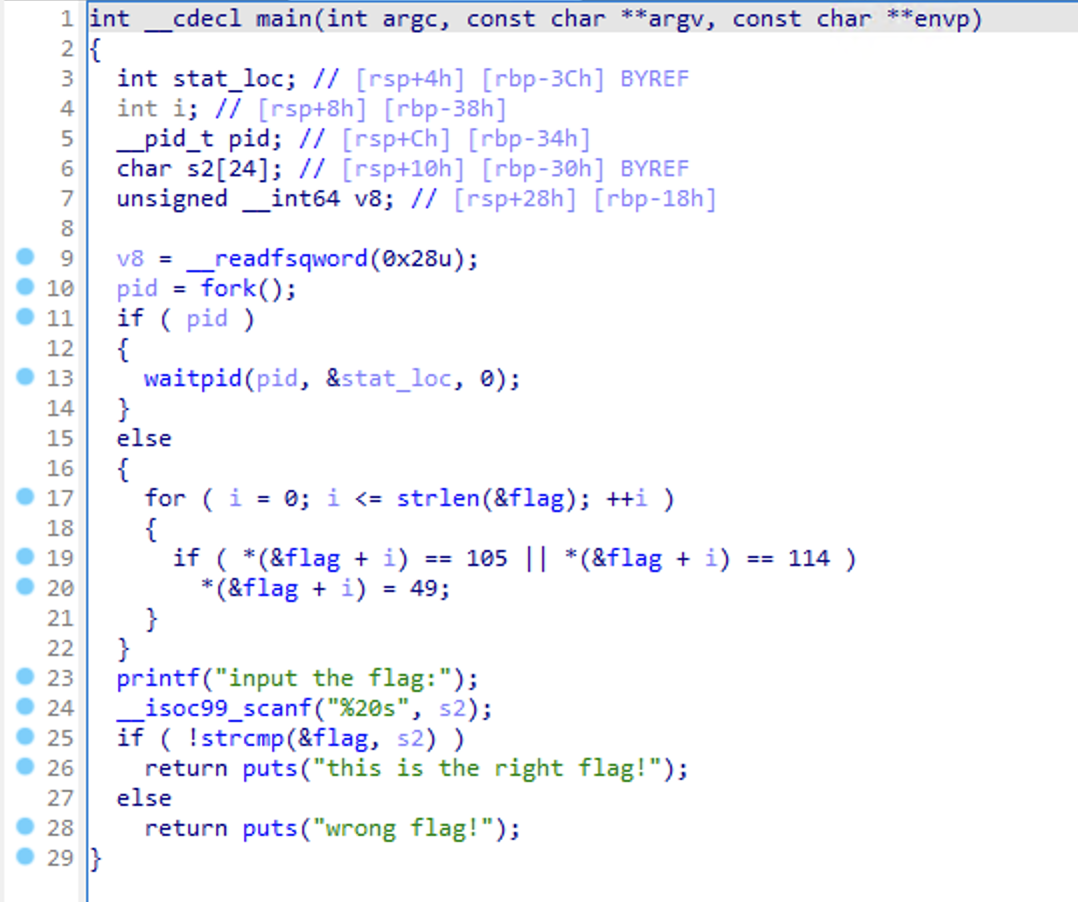 1 int __cdecl main(int argc, const char **argv, const char **envp)
2 {
3 int stat_loc; // [rsp+4h] [rbp-3Ch] BYREF
4 int i; // [rsp+8h] [rbp-38h]
5 __pid_t pid; // [rsp+Ch] [rbp-34h]
6 char s2[24]; // [rsp+10h] [rbp-30h] BYREF
7 unsigned __int64 v8; // [rsp+28h] [rbp-18h]
8
9 v8 = __readfsqword(0x28u);
10 pid = fork();
11 if ( pid )
12 {
13 waitpid(pid, &stat_loc, 0);
14 }
15 else
16 {
17 for ( i = 0; i <= strlen(&flag); ++i )
18 {
19 if ( *(&flag + i) == 105 || *(&flag + i) == 114 )
20 *(&flag + i) = 49;
21 }
22 }
23 printf("input the flag:");
24 __isoc99_scanf("%20s", s2);
25 if ( !strcmp(&flag, s2) )
26 return puts("this is the right flag!");
27 else
28 return puts("wrong flag!");
29 }